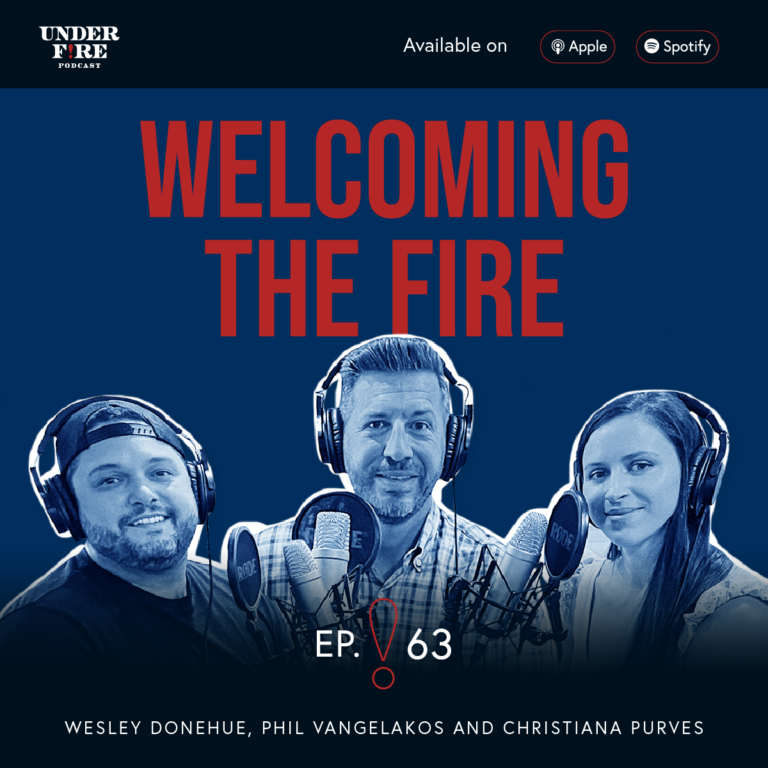 UNDER
F!RE
PODCAST
Available on
Apple
Spotify
WELCOMING
THE FIRE
RØDE
RØDE
EP. ! 63
WESLEY DONEHUE, PHIL VANGELAKOS AND CHRISTIANA PURVES